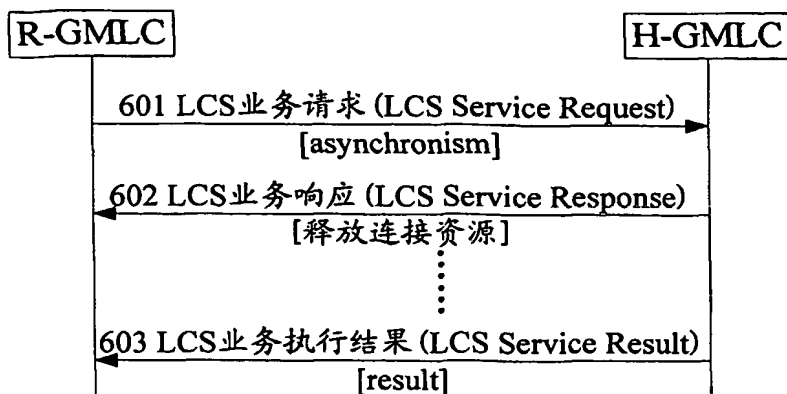 R-GMLC
H-GMLC
601 LCS业务请求(LCS Service Request)
[asynchronism]
602 LCS业务响应(LCS Service Response)
[释放连接资源]
603 LCS业务执行结果(LCS Service Result)
[result]